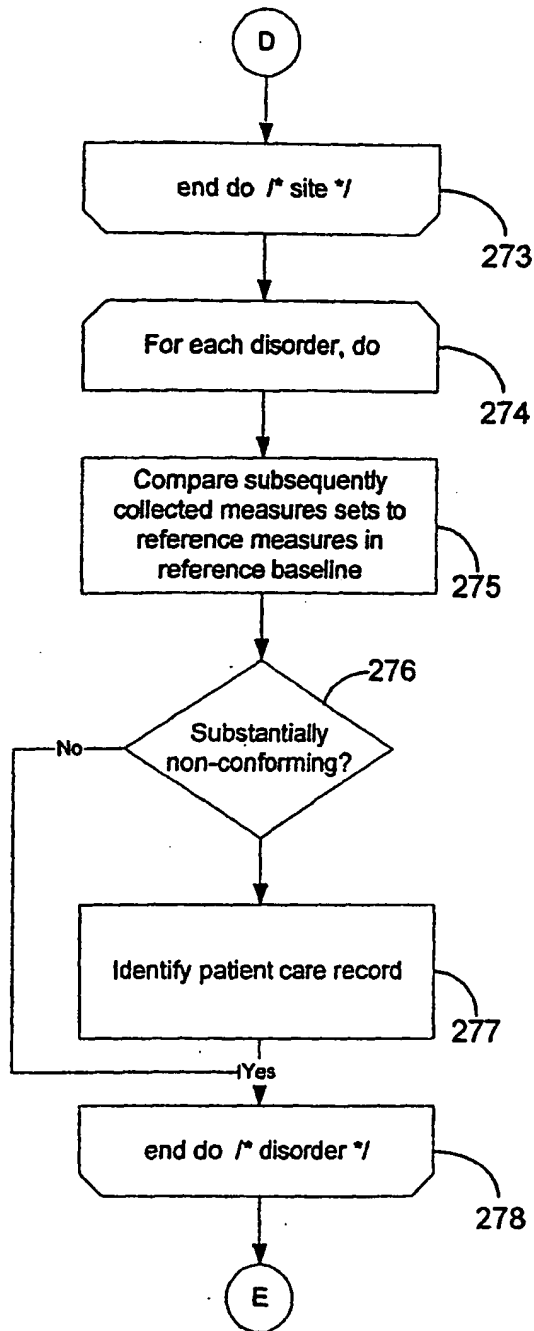 D
end do /* site */
273
For each disorder, do
274
Compare subsequently
collected measures sets to
reference measures in
reference baseline
275
276
Substantially
non-conforming?
No
Identify patient care record
277
Yes
end do /* disorder */
278
E